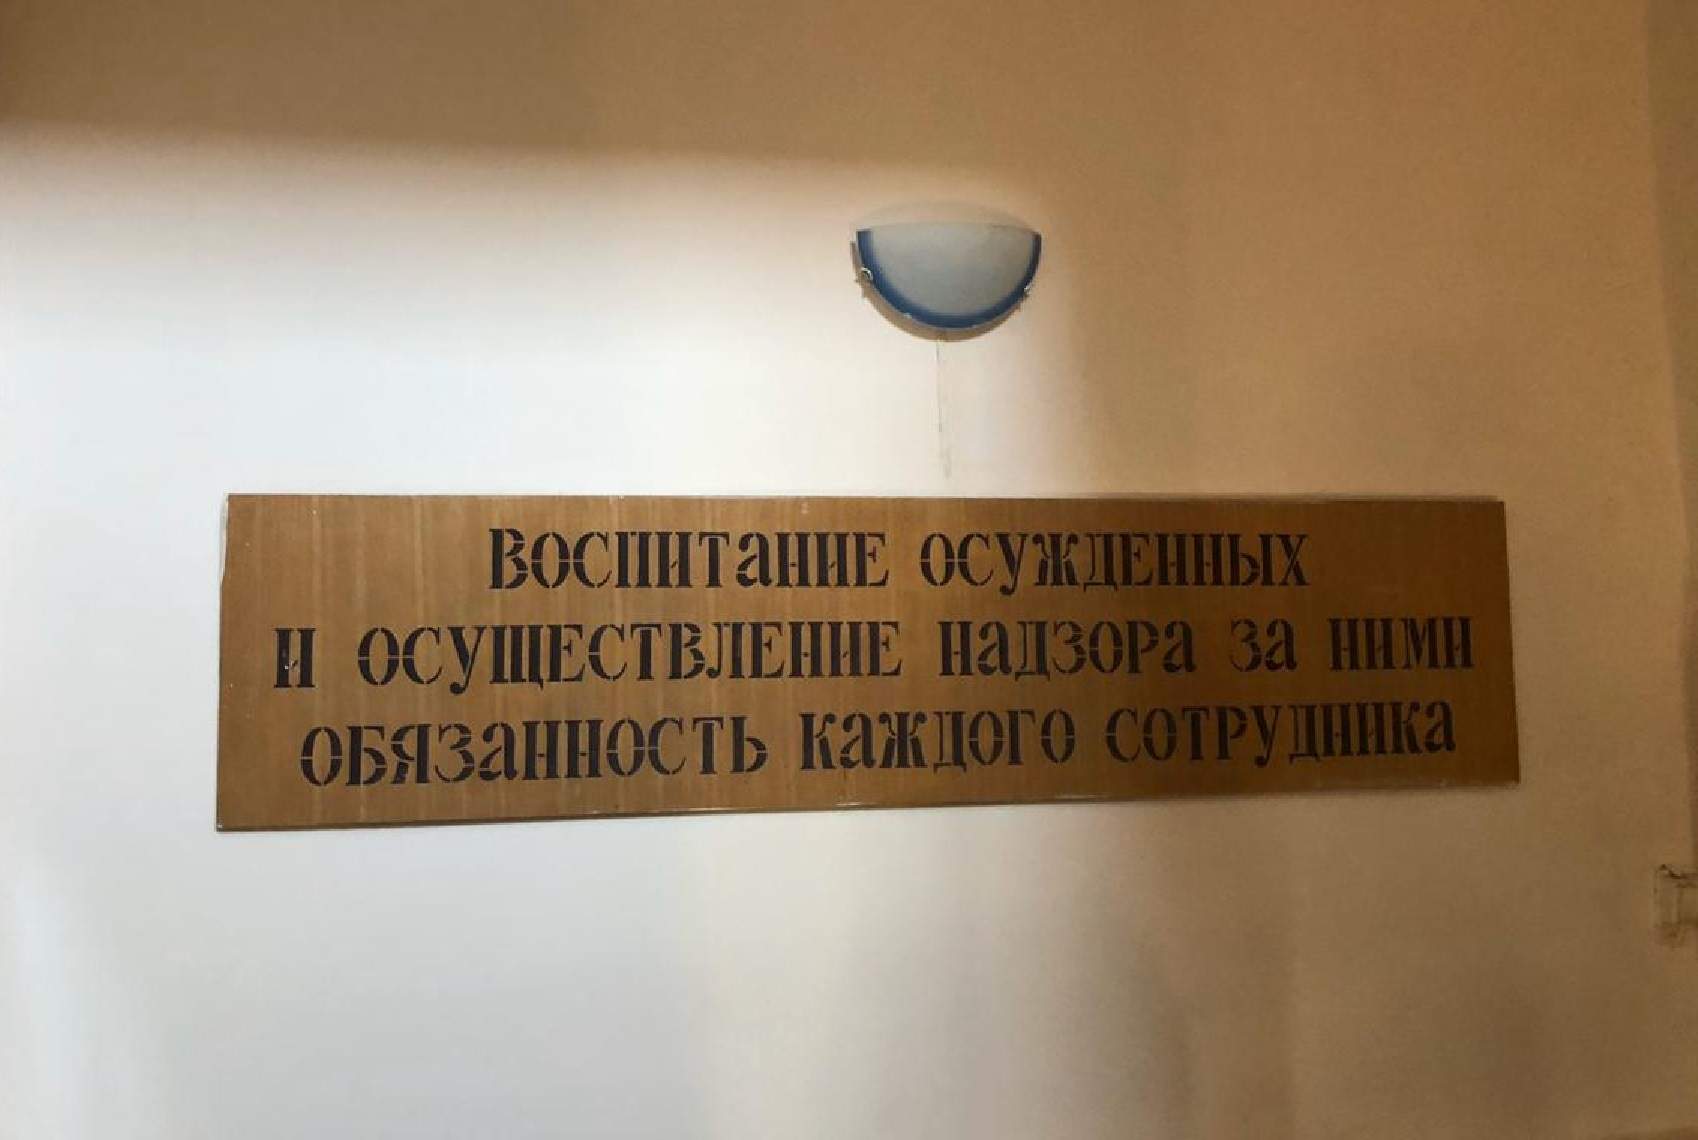 ВОСПИТАНИЕ ОСУЖДЕННЫХ
И ОСУЩЕСТВЛЕНИЕ НАДЗОРА ЗА НИМИ
ОБЯЗАННОСТЬ КАЖДОГО СОТРУДНИКА